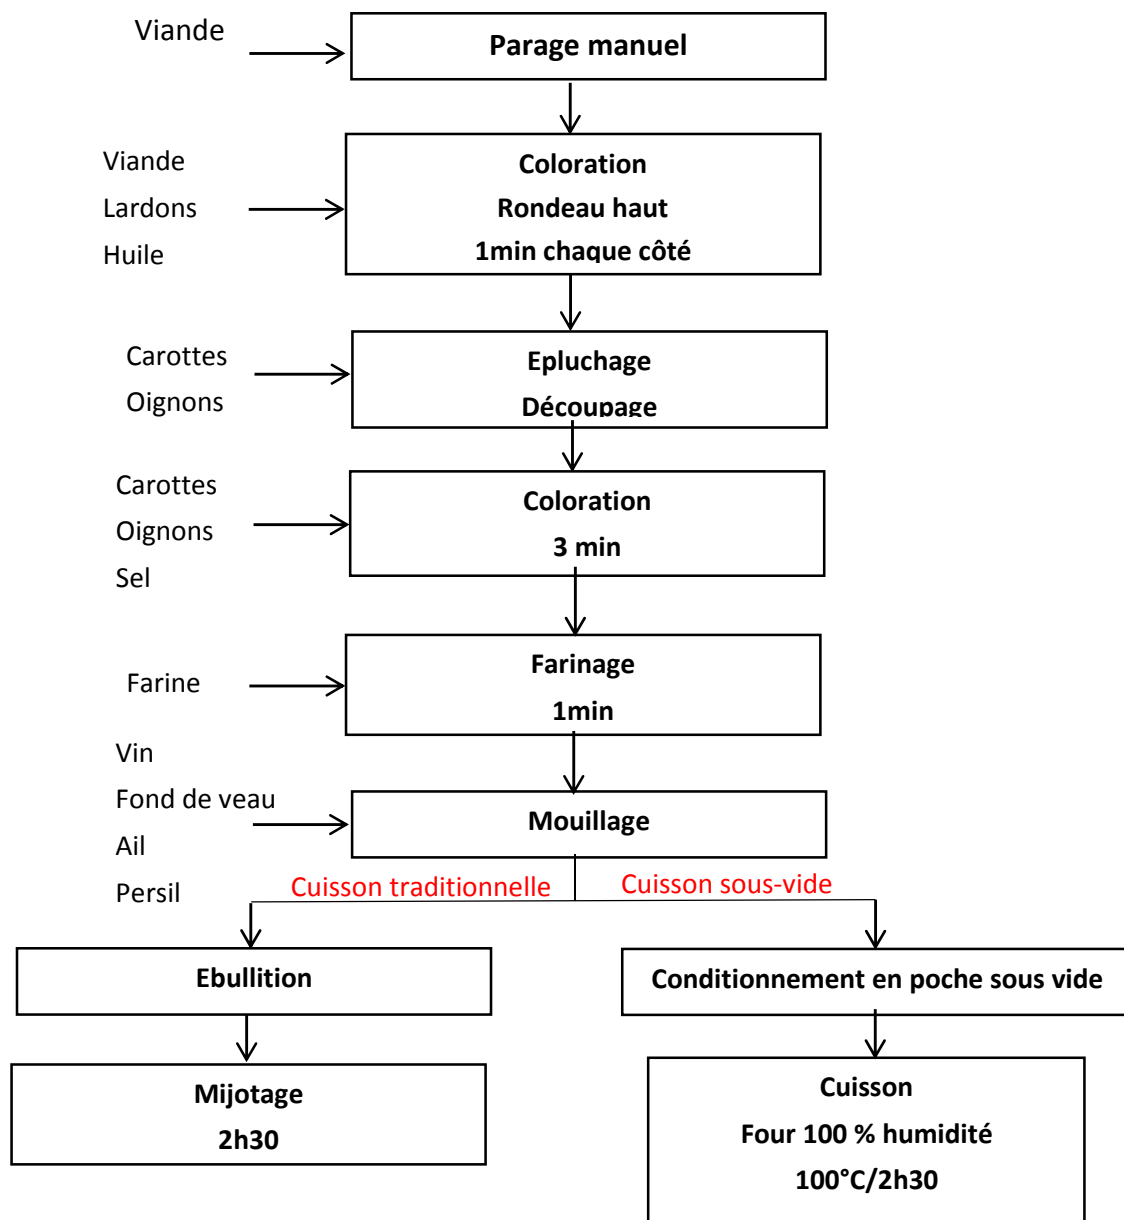 Viande
Parage manuel
Viande
Lardons
Huile
Coloration
Rondeau haut
1min chaque côté
Carottes
Oignons
Epluchage
Découpage
Carottes
Oignons
Sel
Coloration
3 min
Farine
Farinage
1min
Vin
Fond de veau
Ail
Persil
Mouillage
Cuisson traditionnelle
Cuisson sous-vide
Ebullition
Conditionnement en poche sous vide
Mijotage
2h30
Cuisson
Four 100 % humidité
100°C/2h30